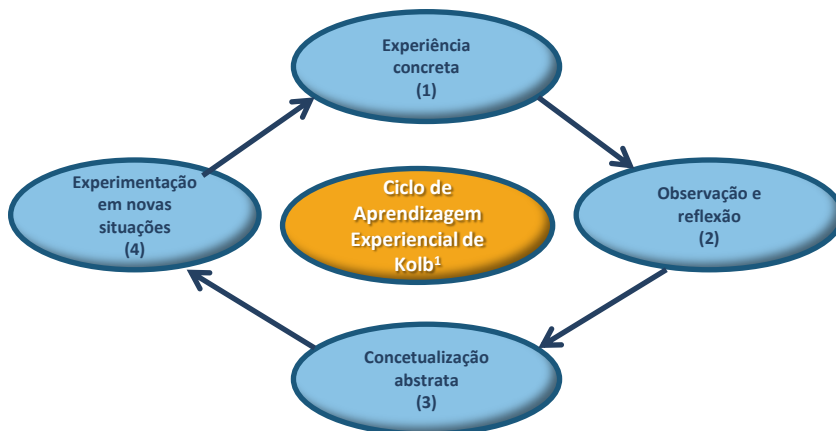 Experiência
concreta
(1)
Experimentação
em novas
situações
(4)
Ciclo de
Aprendizagem
Experiencial de
Kolb¹
Observação e
reflexão
(2)
Concetualização
abstrata
(3)